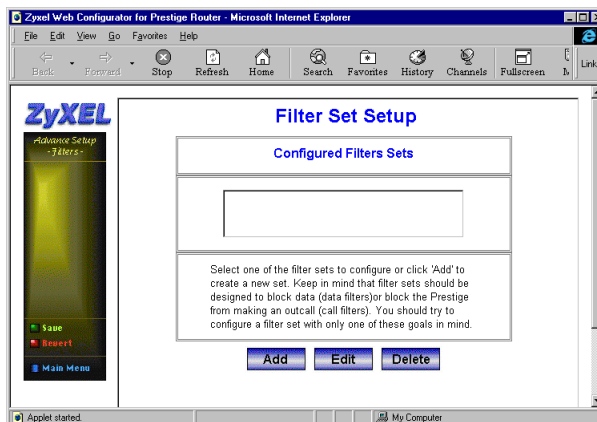 Zyxel Web Configurator for Prestige Router - Microsoft Internet Explorer
File Edit View Go Favorites Help
Back Forward Stop Refresh Home Search Favorites History Channels Fullscreen Link
ZyXEL
Advance Setup
-Filters-
Save
Revert
Main Menu
Filter Set Setup
Configured Filters Sets
Select one of the filter sets to configure or click 'Add' to
create a new set. Keep in mind that filter sets should be
designed to block data (data filters)or block the Prestige
from making an outcall (call filters). You should try to
configure a filter set with only one of these goals in mind.
Add Edit Delete
Applet started. My Computer